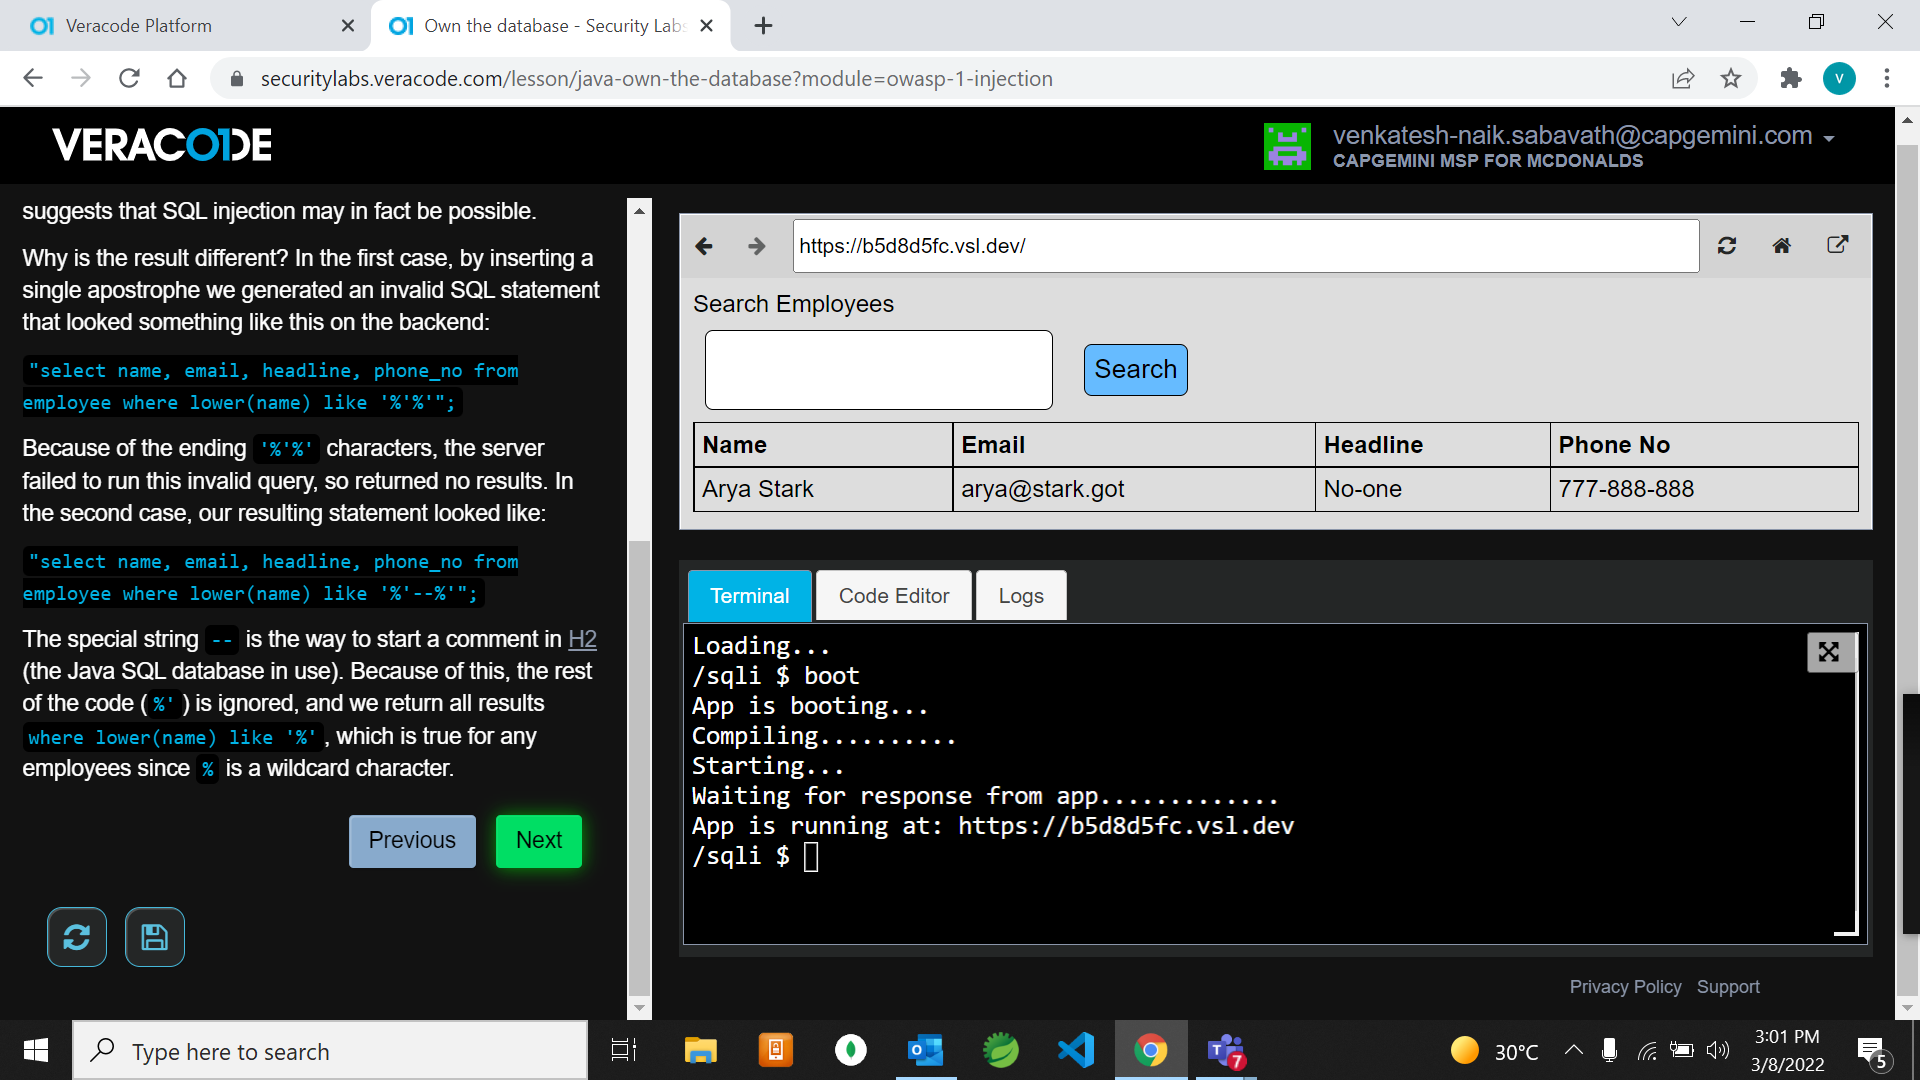 Veracode Platform
Own the database - Security Labs
securitylabs.veracode.com/lesson/java-own-the-database?module=owasp-1-injection
V
VERACODE
venkatesh-naik.sabavath@capgemini.com
CAPGEMINI MSP FOR MCDONALDS
suggests that SQL injection may in fact be possible.
Why is the result different? In the first case, by inserting a
single apostrophe we generated an invalid SQL statement
that looked something like this on the backend:
"select name, email, headline, phone_no from
employee where lower(name) like '%'%'";
Because of the ending '%'%' characters, the server
failed to run this invalid query, so returned no results. In
the second case, our resulting statement looked like:
"select name, email, headline, phone_no from
employee where lower(name) like '%'--%'";
The special string -- is the way to start a comment in H2
(the Java SQL database in use). Because of this, the rest
of the code ( %' ) is ignored, and we return all results
where lower(name) like '%' , which is true for any
employees since % is a wildcard character.
Previous
Next
https://b5d8d5fc.vsl.dev/
Search Employees
Search
Name Email Headline Phone No
Arya Stark arya@stark.got No-one 777-888-888
Terminal Code Editor Logs
Loading...
/sqli $ boot
App is booting...
Compiling..........
Starting...
Waiting for response from app.............
App is running at: https://b5d8d5fc.vsl.dev
/sqli $
Privacy Policy Support
Type here to search
7
30°C
3:01 PM
3/8/2022
5